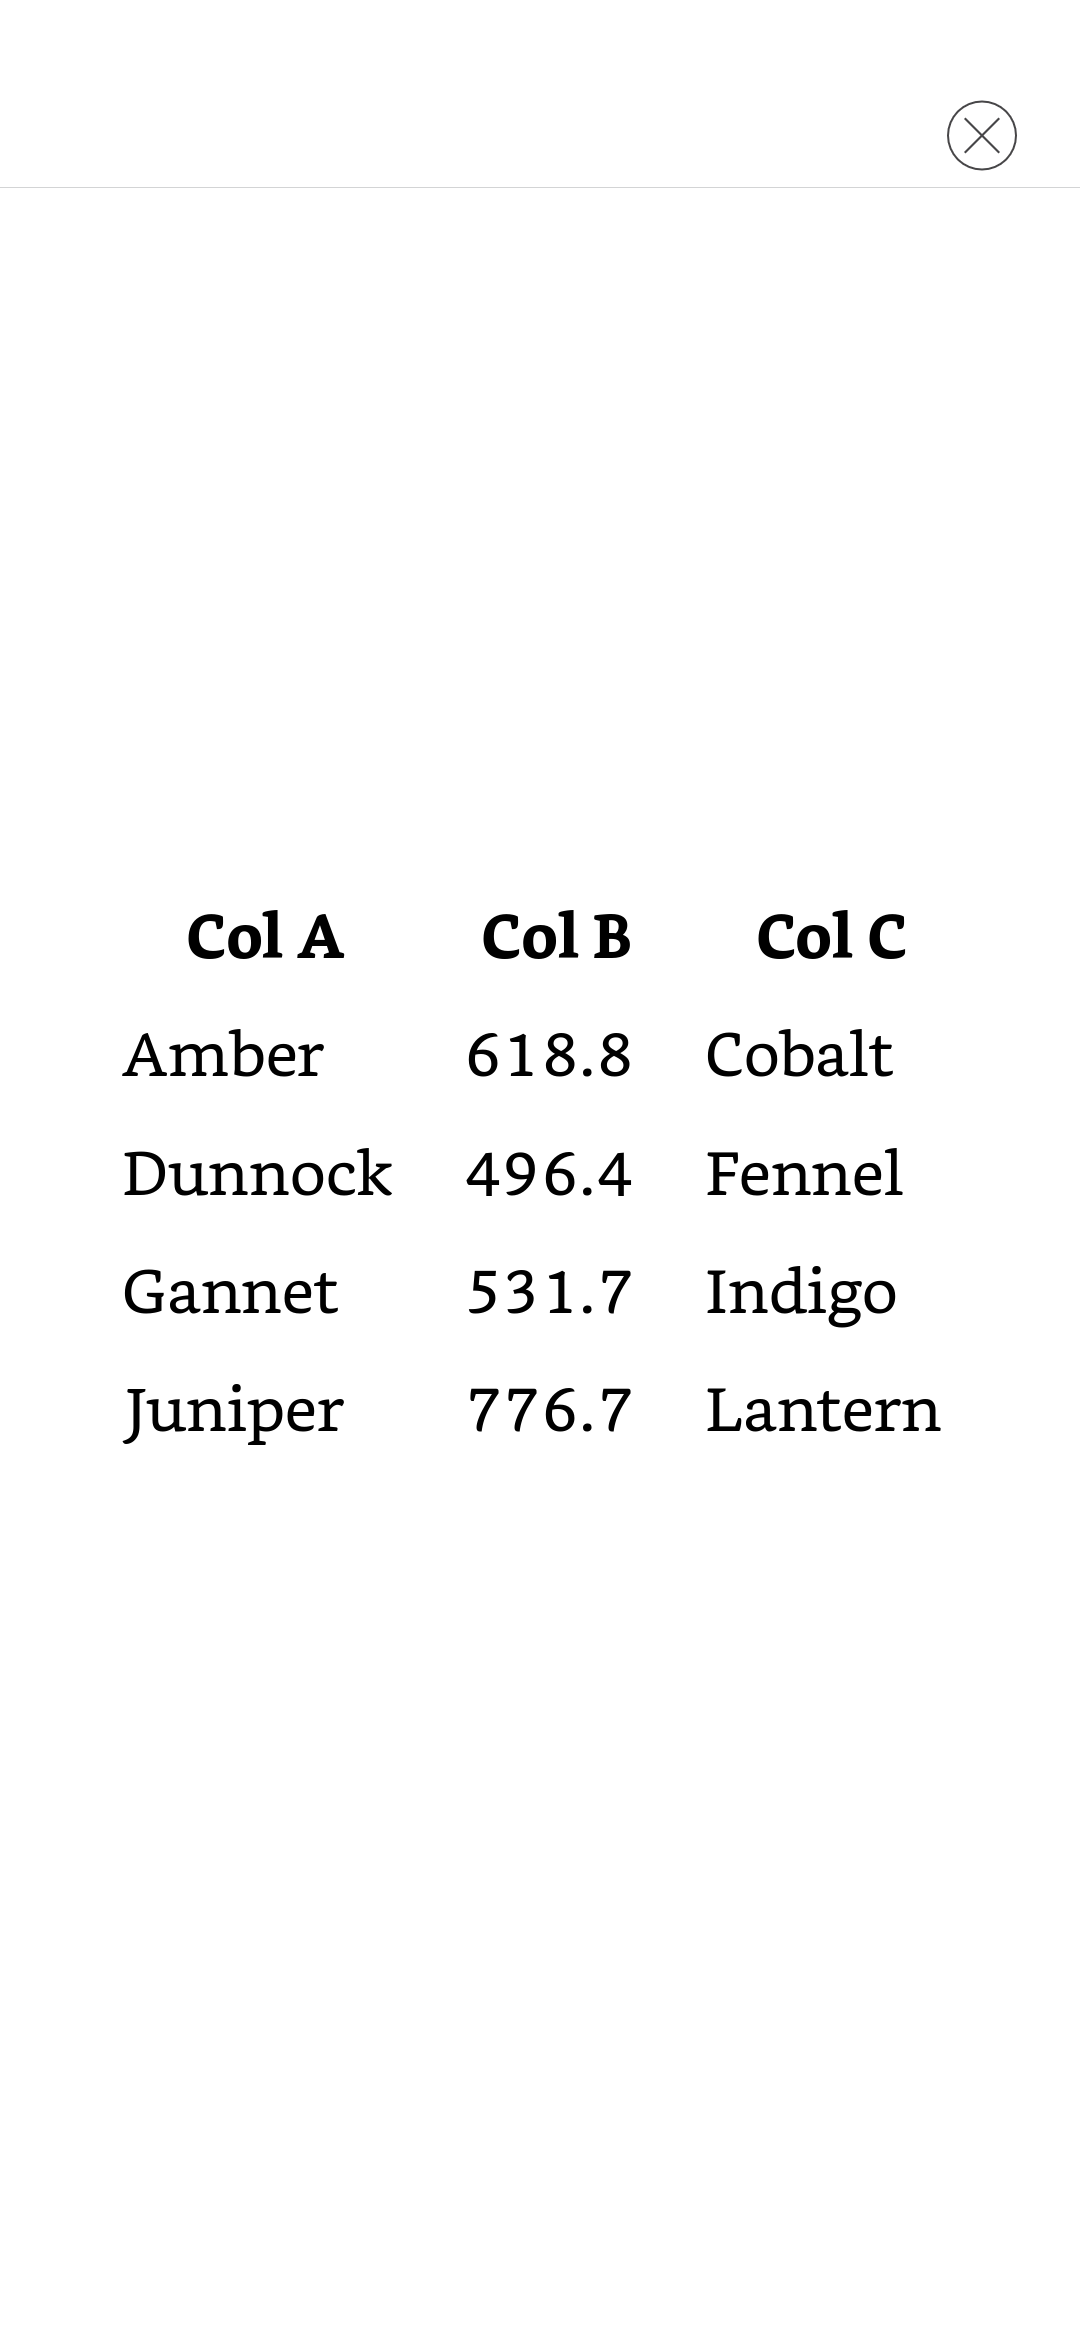 Col A Col B Col C
Amber 618.8 Cobalt
Dunnock 496.4 Fennel
Gannet 531.7 Indigo
Juniper 776.7 Lantern